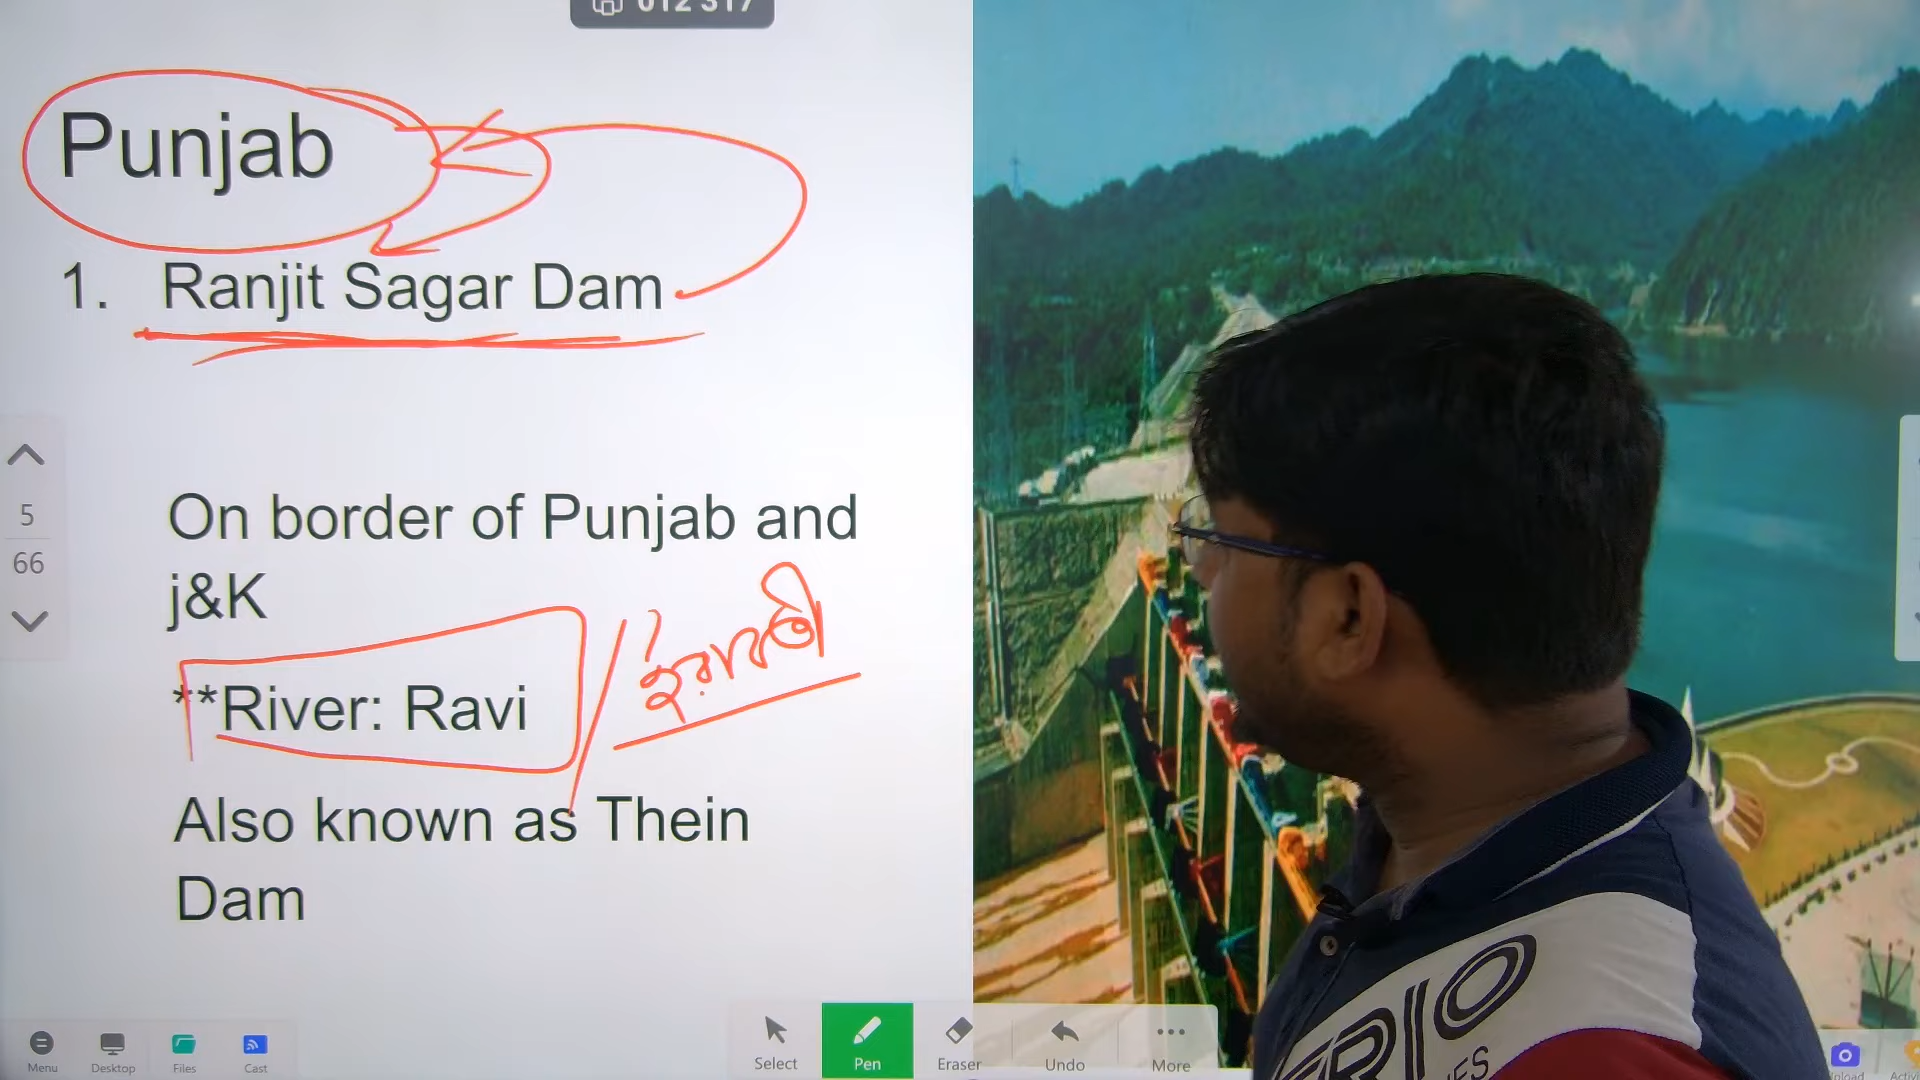 Punjab
1. Ranjit Sagar Dam
On border of Punjab and
j&K
**River: Ravi
ইরাবতী
Also known as Thein
Dam
5
66
Menu
Desktop
Files
Cast
Select
Pen
Eraser
Undo
More